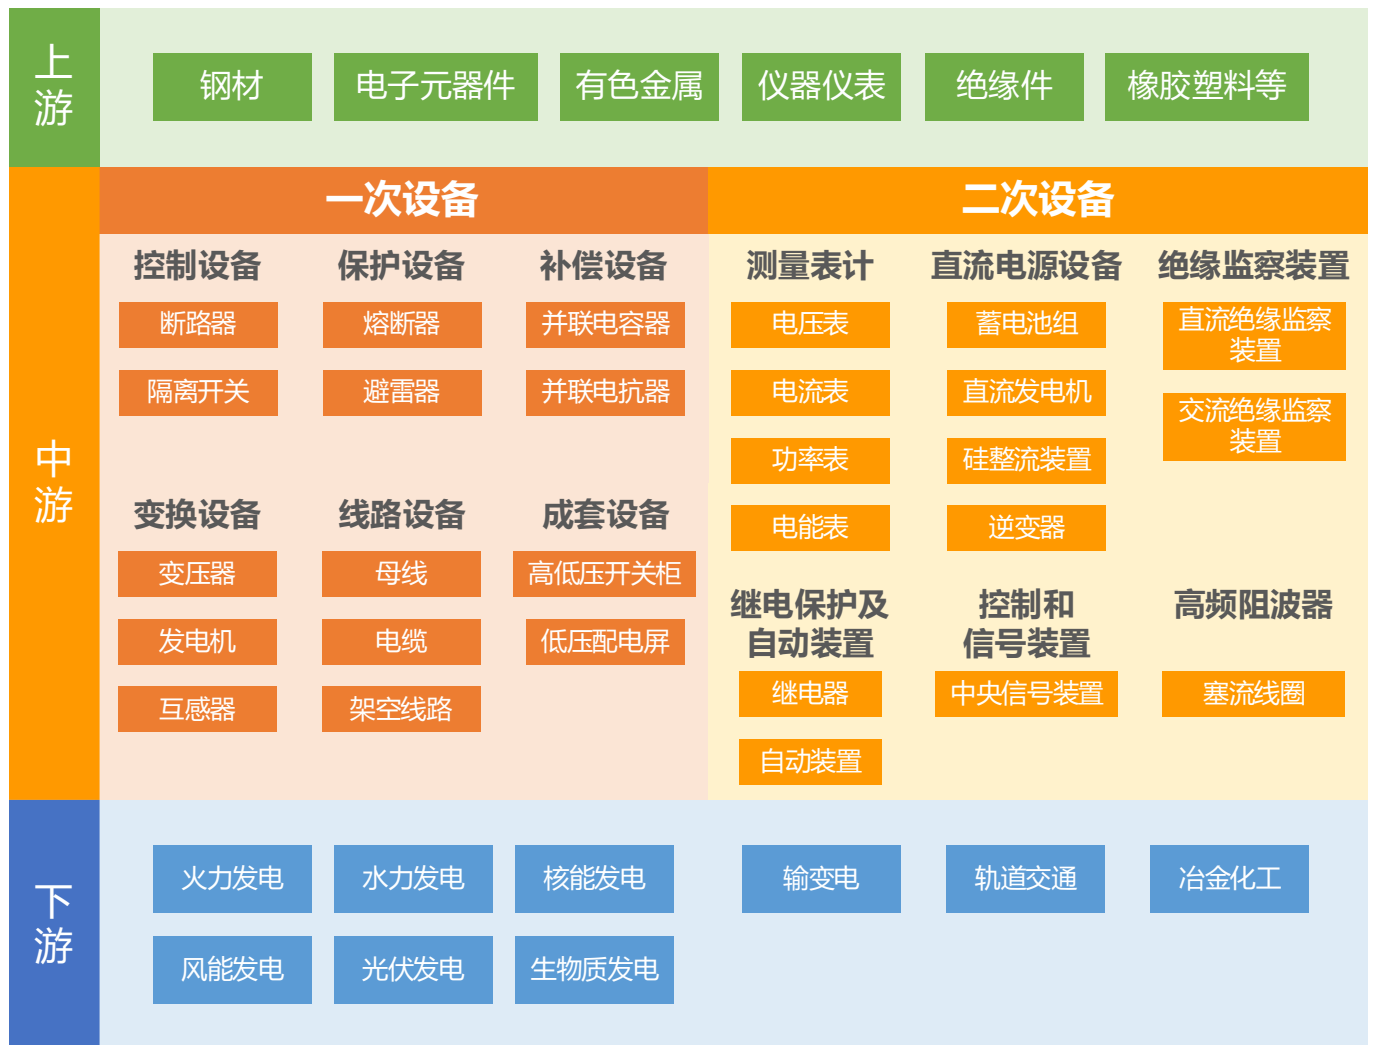 上游
钢材
电子元器件
有色金属
仪器仪表
绝缘件
橡胶塑料等
中游
一次设备
控制设备
断路器
隔离开关
保护设备
熔断器
避雷器
补偿设备
并联电容器
并联电抗器
变换设备
变压器
发电机
互感器
线路设备
母线
电缆
架空线路
成套设备
高低压开关柜
低压配电屏
二次设备
测量表计
电压表
电流表
功率表
电能表
直流电源设备
蓄电池组
直流发电机
硅整流装置
逆变器
绝缘监察装置
直流绝缘监察
装置
交流绝缘监察
装置
继电保护及
自动装置
继电器
自动装置
控制和
信号装置
中央信号装置
高频阻波器
塞流线圈
下游
火力发电
水力发电
核能发电
输变电
轨道交通
冶金化工
风能发电
光伏发电
生物质发电